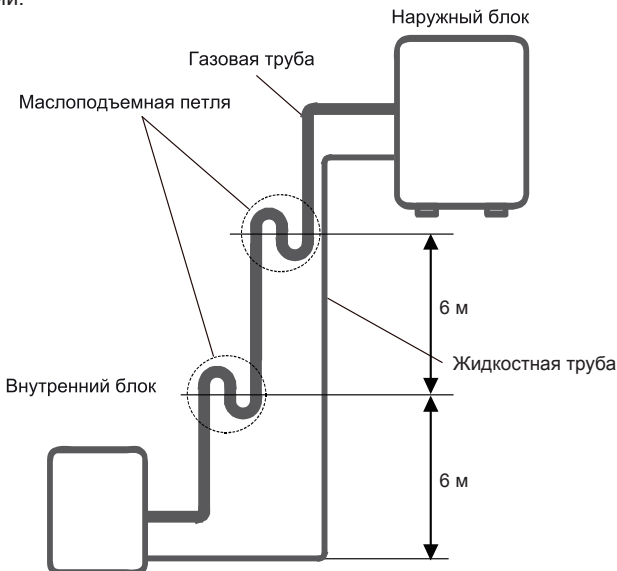 Наружный блок
Газовая труба
Маслоподъемная петля
6 м
Жидкостная труба
Внутренний блок
6 м